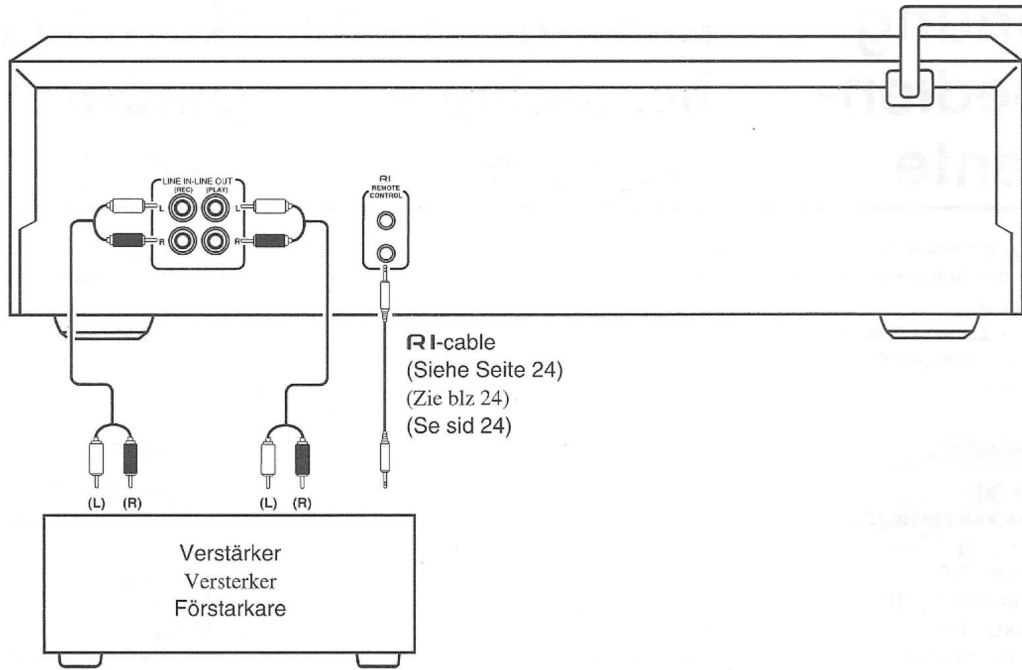 LINE IN-LINE OUT
(REC) (PLAY)
L L
R R
RI
REMOTE
CONTROL
RI-cable
(Siehe Seite 24)
(Zie blz 24)
(Se sid 24)
(L) (R) (L) (R)
Verstärker
Versterker
Förstarkare